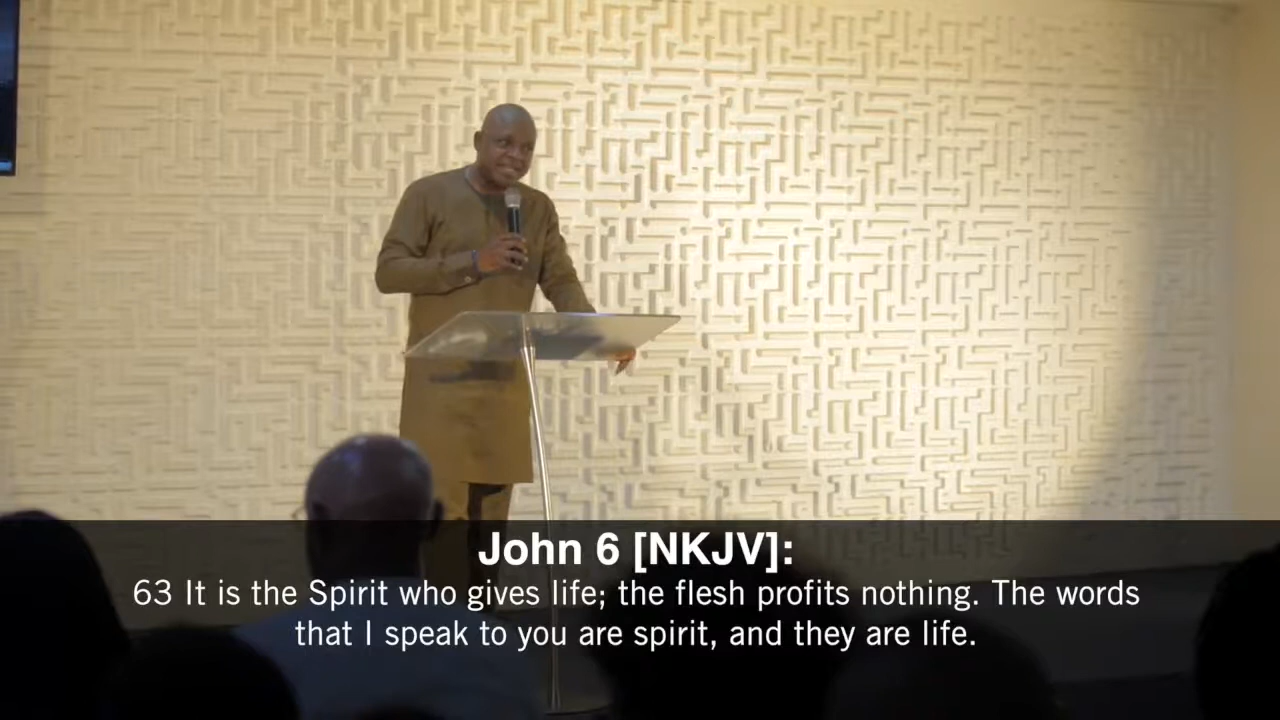 John 6 [NKJV]:
63 It is the Spirit who gives life; the flesh profits nothing. The words
that I speak to you are spirit, and they are life.